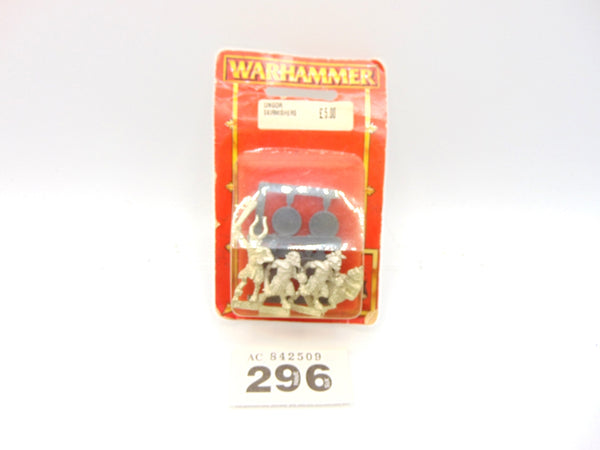 WARHAMMER
UNGOR
SKIRMISHERS £5.00
AC 842509
296